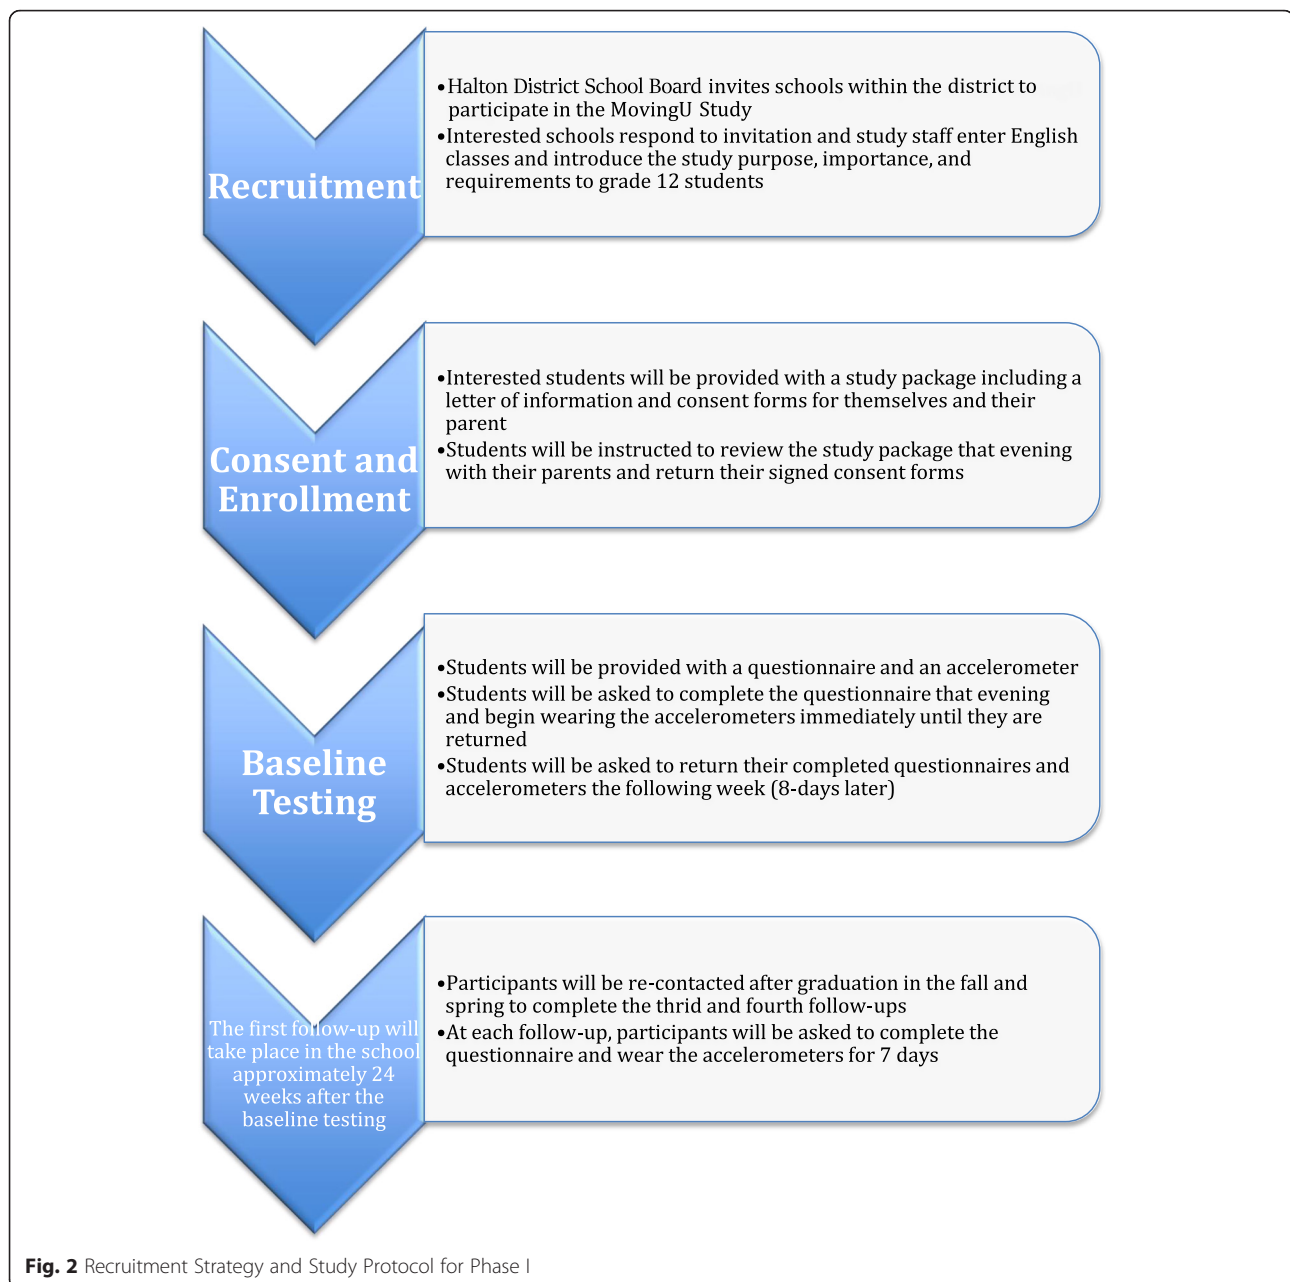 Recruitment
•Halton District School Board invites schools within the district to
participate in the MovingU Study
•Interested schools respond to invitation and study staff enter English
classes and introduce the study purpose, importance, and
requirements to grade 12 students
Consent and
Enrollment
•Interested students will be provided with a study package including a
letter of information and consent forms for themselves and their
parent
•Students will be instructed to review the study package that evening
with their parents and return their signed consent forms
Baseline
Testing
•Students will be provided with a questionnaire and an accelerometer
•Students will be asked to complete the questionnaire that evening
and begin wearing the accelerometers immediately until they are
returned
•Students will be asked to return their completed questionnaires and
accelerometers the following week (8-days later)
The first follow-up will
take place in the school
approximately 24
weeks after the
baseline testing
•Participants will be re-contacted after graduation in the fall and
spring to complete the thrid and fourth follow-ups
•At each follow-up, participants will be asked to complete the
questionnaire and wear the accelerometers for 7 days
Fig. 2 Recruitment Strategy and Study Protocol for Phase I